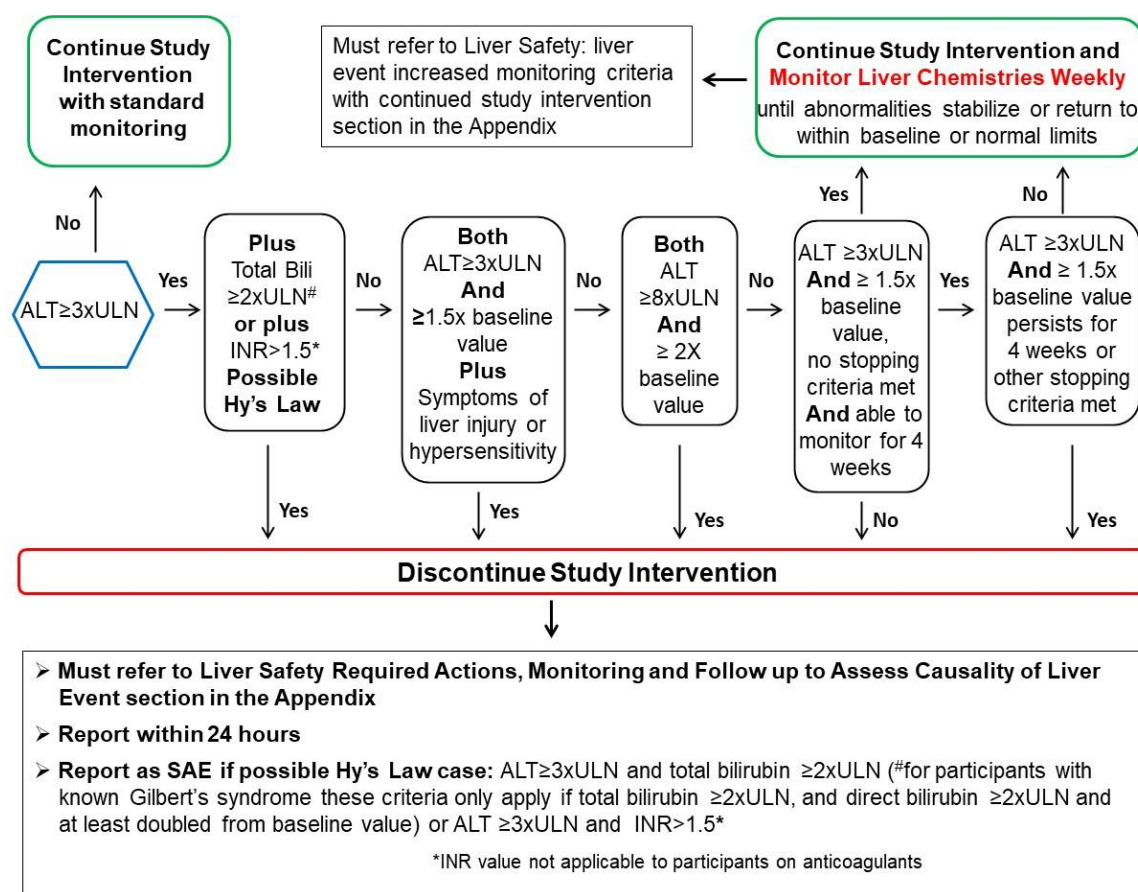 Continue Study
Intervention
with standard
monitoring
Must refer to Liver Safety: liver
event increased monitoring criteria
with continued study intervention
section in the Appendix
Continue Study Intervention and
Monitor Liver Chemistries Weekly
until abnormalities stabilize or return to
within baseline or normal limits
No
Yes
No
ALT≥3xULN
Yes
Plus
Total Bili
≥2xULN#
or plus
INR>1.5*
Possible
Hy's Law
No
Both
ALT≥3xULN
And
≥1.5x baseline
value
Plus
Symptoms of
liver injury or
hypersensitivity
No
Both
ALT
≥8xULN
And
≥ 2X
baseline
value
No
ALT ≥3xULN
And ≥ 1.5x
baseline
value,
no stopping
criteria met
And able to
monitor for 4
weeks
Yes
ALT ≥3xULN
And ≥ 1.5x
baseline value
persists for
4 weeks or
other stopping
criteria met
Yes
Yes
Yes
No
Yes
Discontinue Study Intervention
➢ Must refer to Liver Safety Required Actions, Monitoring and Follow up to Assess Causality of Liver
Event section in the Appendix
➢ Report within 24 hours
➢ Report as SAE if possible Hy's Law case: ALT≥3xULN and total bilirubin ≥2xULN (#for participants with
known Gilbert's syndrome these criteria only apply if total bilirubin ≥2xULN, and direct bilirubin ≥2xULN and
at least doubled from baseline value) or ALT ≥3xULN and INR>1.5*
*INR value not applicable to participants on anticoagulants